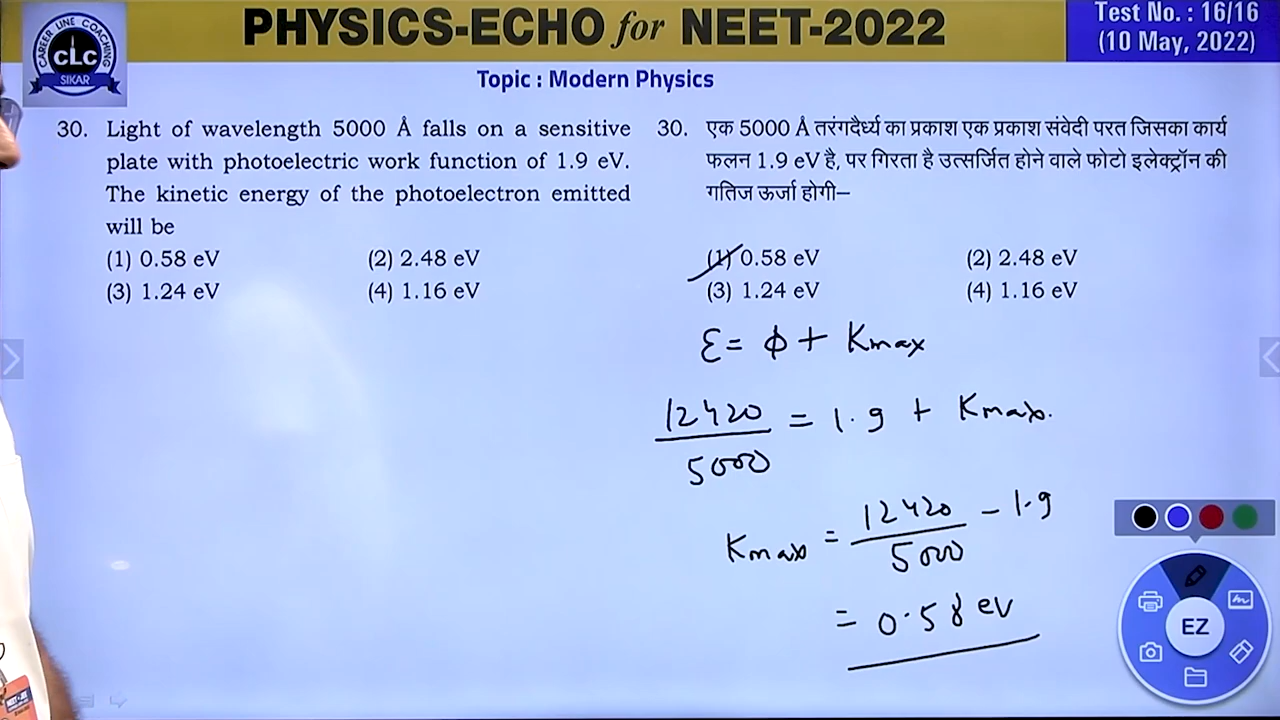 PHYSICS-ECHO for NEET-2022
Test No. : 16/16
(10 May, 2022)
CAREER LINE COACHING
CLC
SIKAR
Topic : Modern Physics
30. Light of wavelength 5000 Å falls on a sensitive
plate with photoelectric work function of 1.9 eV.
The kinetic energy of the photoelectron emitted
will be
(1) 0.58 eV (2) 2.48 eV
(3) 1.24 eV (4) 1.16 eV
30. एक 5000 Å तरंगदैर्ध्य का प्रकाश एक प्रकाश संवेदी परत जिसका कार्य
फलन 1.9 eV है, पर गिरता है उत्सर्जित होने वाले फोटो इलेक्ट्रॉन की
गतिज ऊर्जा होगी–
(1) 0.58 eV (2) 2.48 eV
(3) 1.24 eV (4) 1.16 eV
E = ϕ + Kmax
12420/5000 = 1.9 + Kmax.
Kmax = 12420/5000 - 1.9
= 0.58 ev
EZ